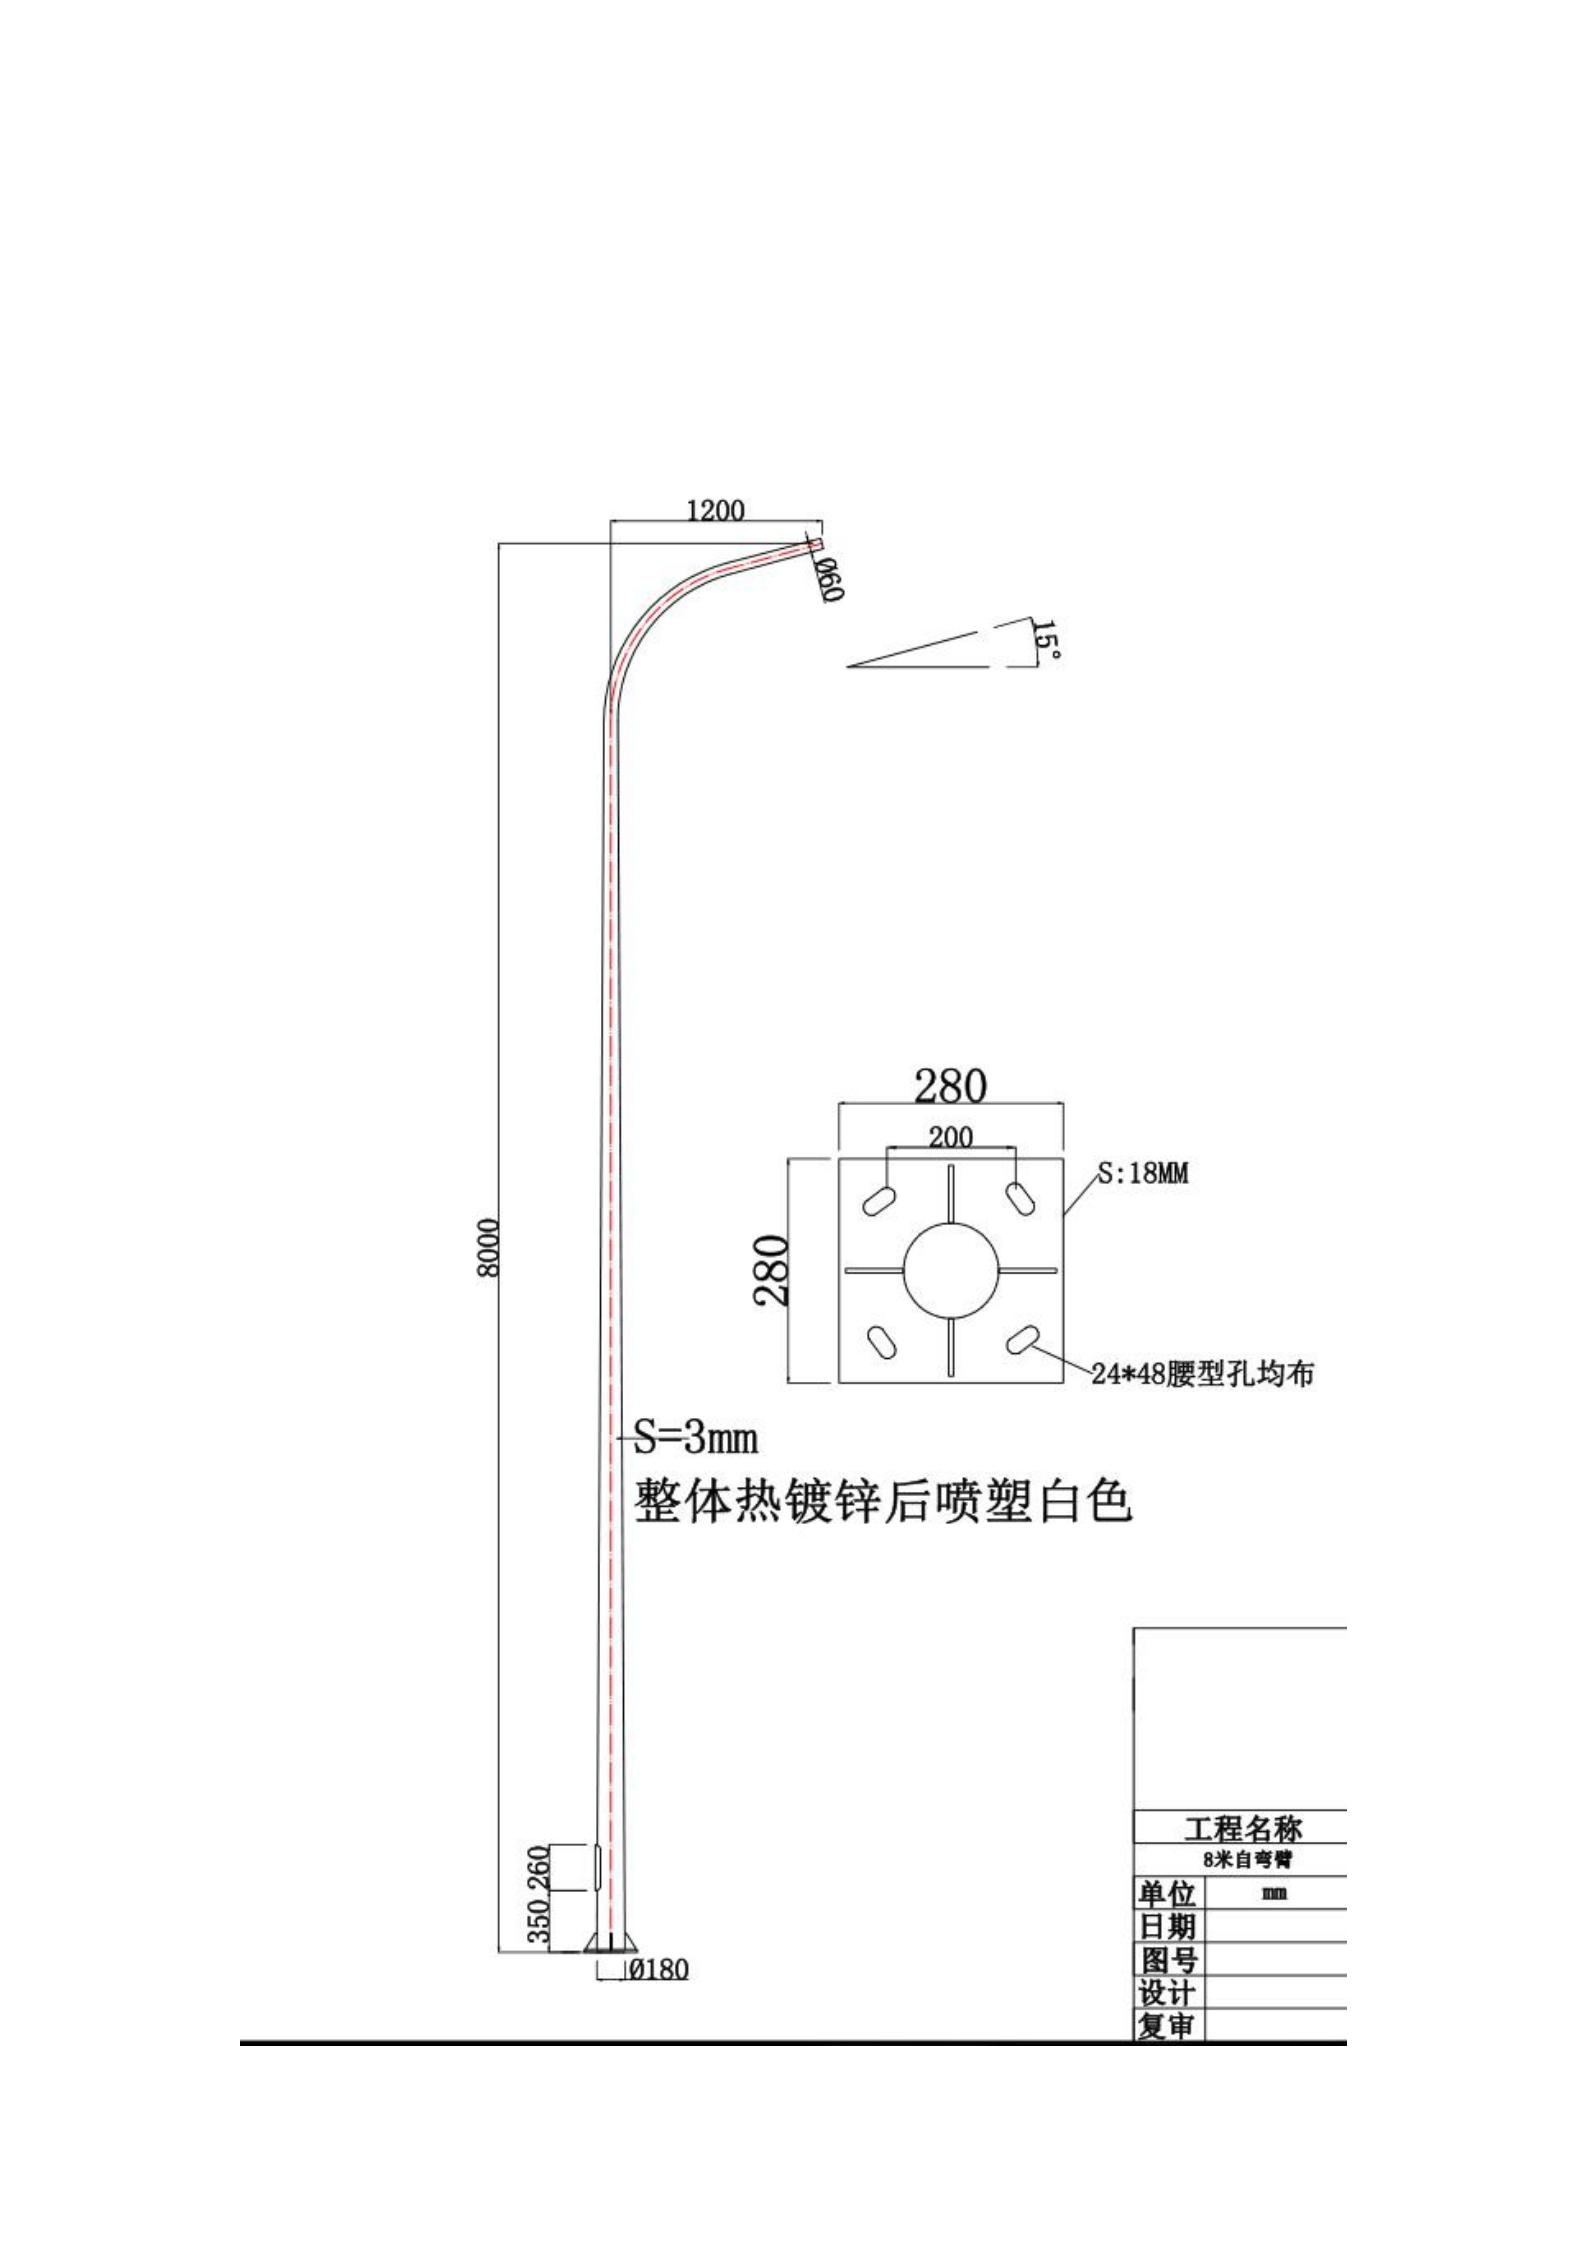 1200
Ø60
15°
280
200
S:18MM
8000
280
24*48腰型孔均布
S=3mm
整体热镀锌后喷塑白色
260
350
Ø180
工程名称
8米自弯臂
单位 mm
日期
图号
设计
复审